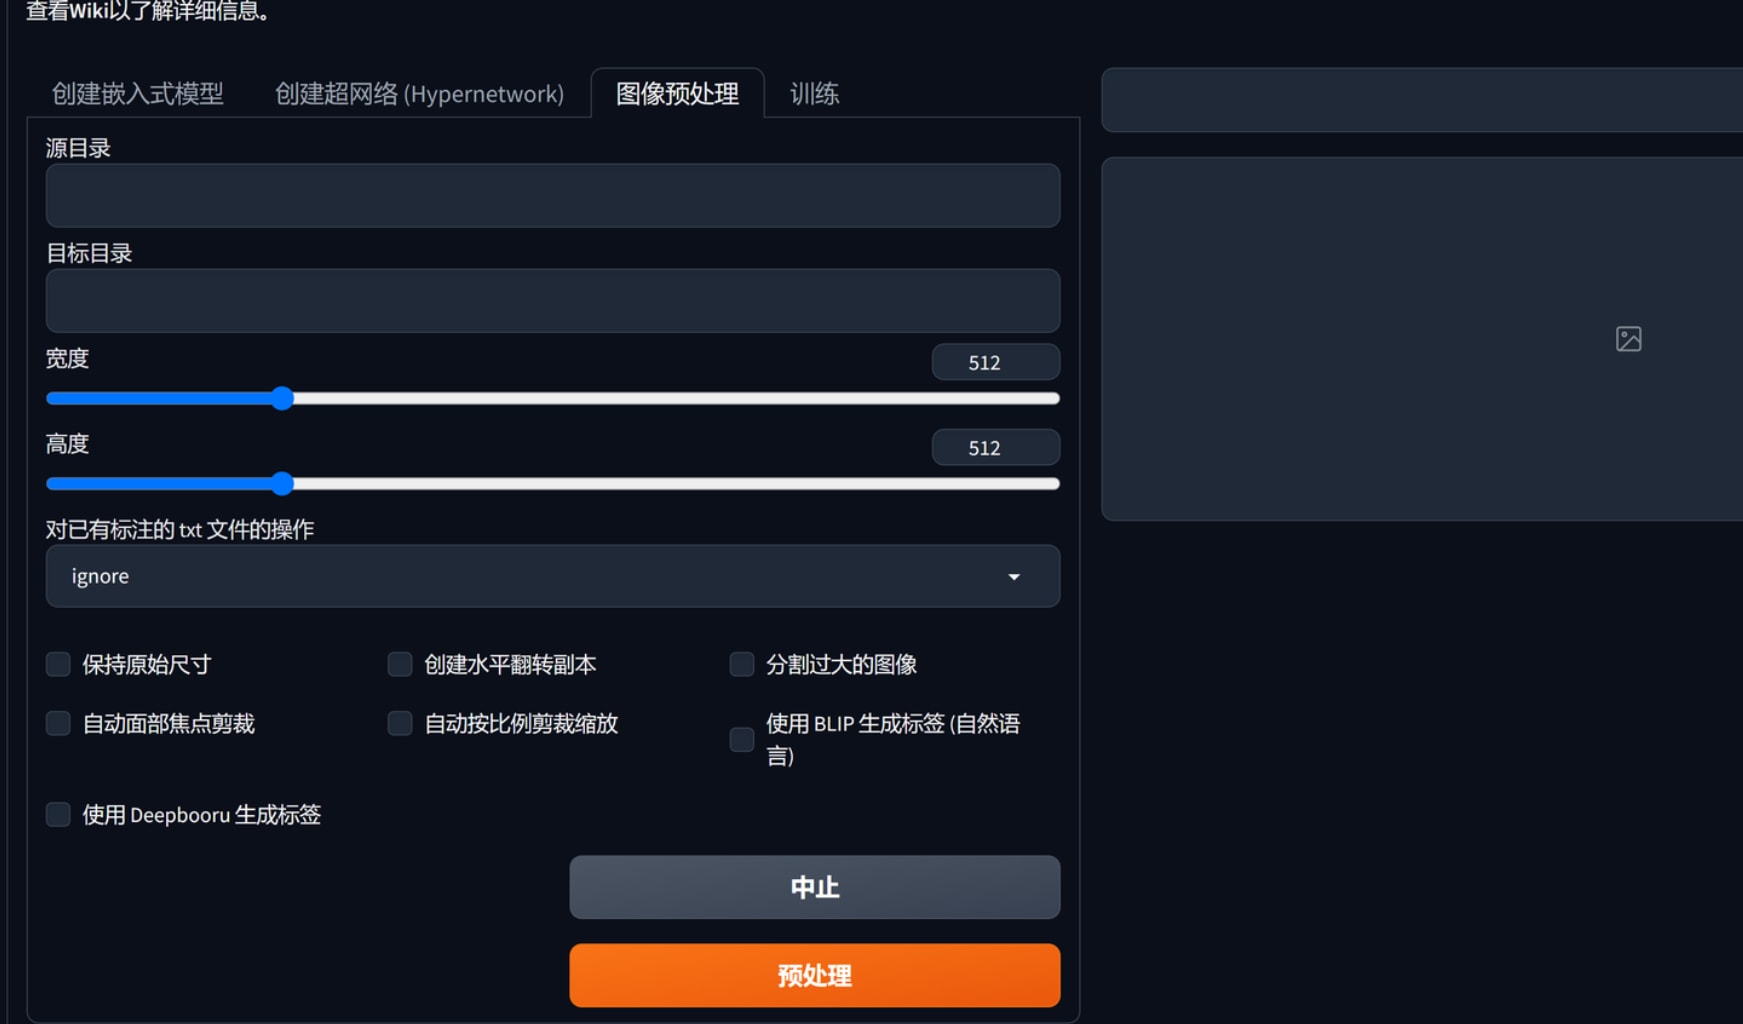 查看Wiki以了解详细信息。
创建嵌入式模型 创建超网络 (Hypernetwork) 图像预处理 训练
源目录
目标目录
宽度 512
高度 512
对已有标注的 txt 文件的操作
ignore
保持原始尺寸 创建水平翻转副本 分割过大的图像
自动面部焦点剪裁 自动按比例剪裁缩放 使用 BLIP 生成标签 (自然语
言)
使用 Deepbooru 生成标签
中止
预处理